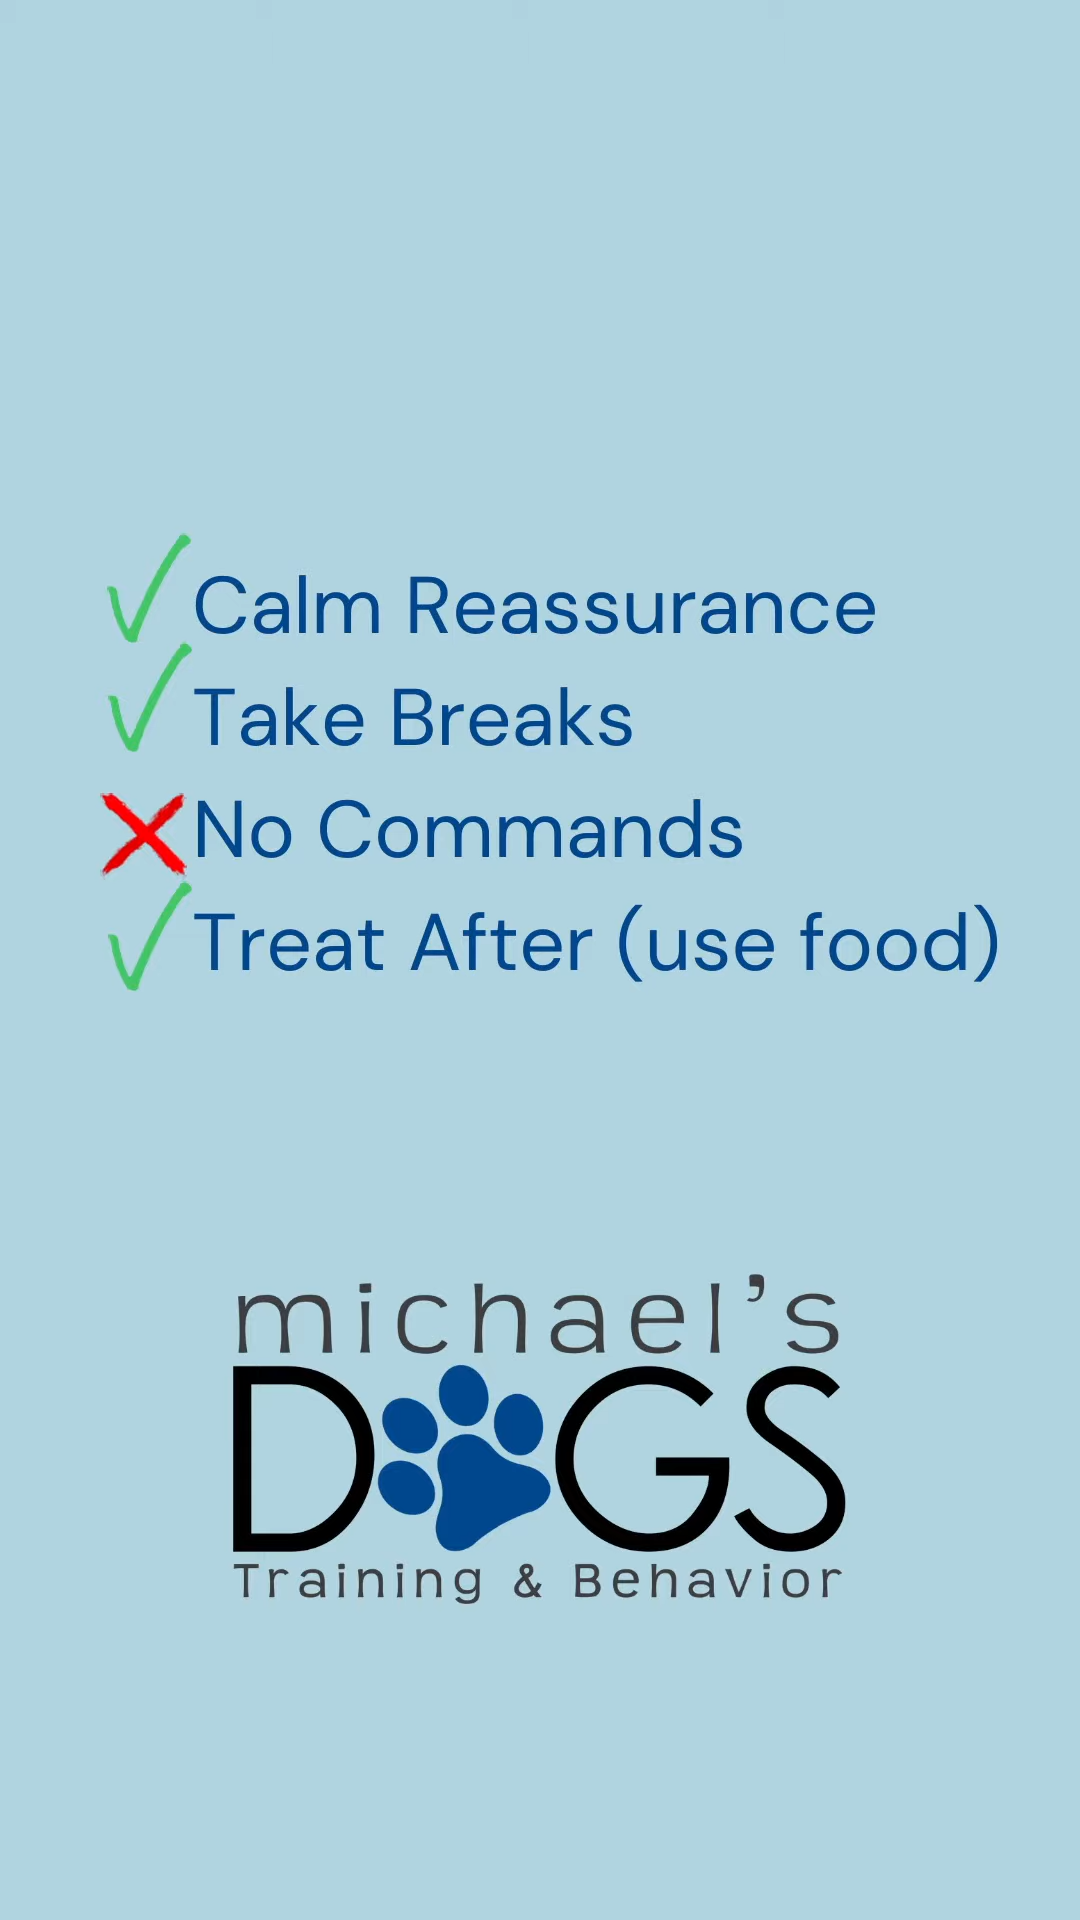 Calm Reassurance
Take Breaks
No Commands
Treat After (use food)
michael's
DOGS
Training & Behavior